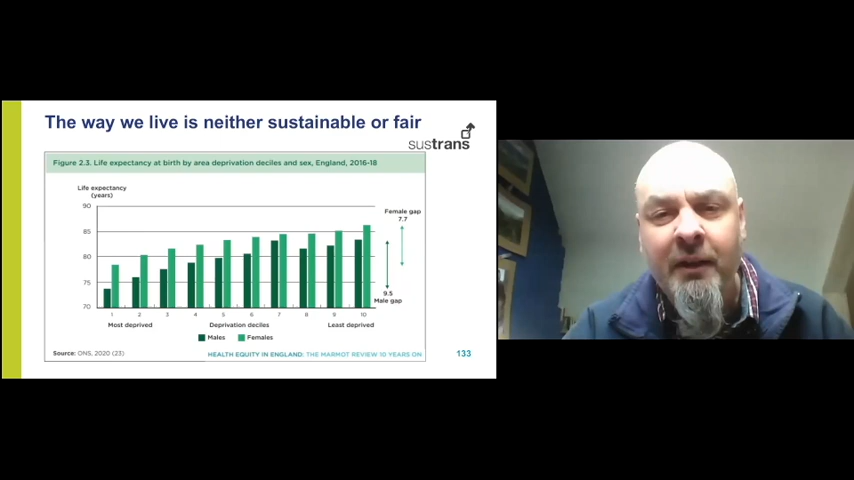 The way we live is neither sustainable or fair
sustrans
Figure 2.3. Life expectancy at birth by area deprivation deciles and sex, England, 2016-18
Life expectancy
(years)
90
85
80
75
70
1 2 3 4 5 6 7 8 9 10
Most deprived Deprivation deciles Least deprived
Males Females
Female gap
7.7
9.5
Male gap
Source: ONS, 2020 (23)
HEALTH EQUITY IN ENGLAND: THE MARMOT REVIEW 10 YEARS ON
133